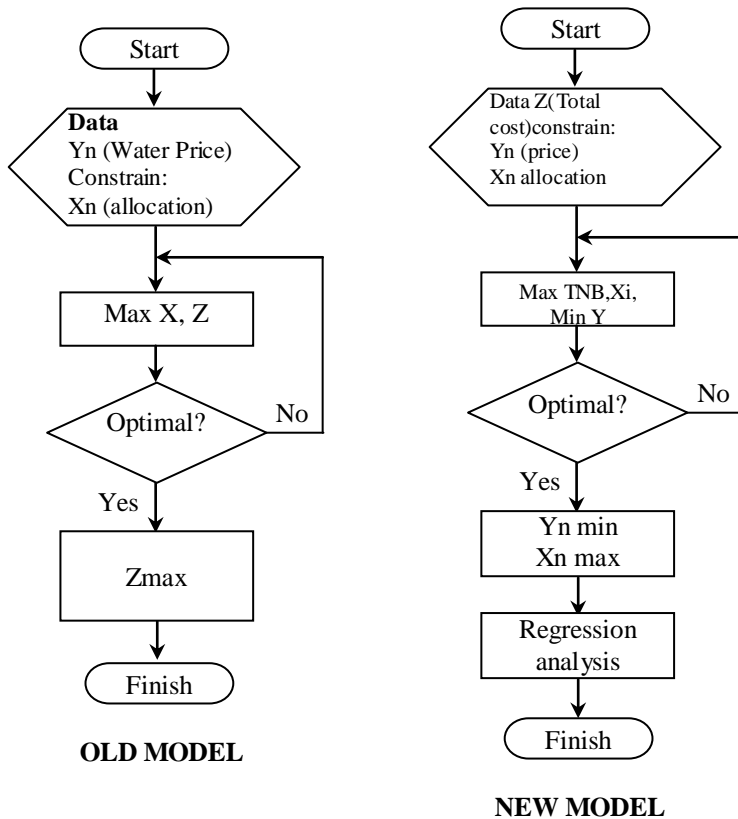 Start
Data
Yn (Water Price)
Constrain:
Xn (allocation)
Max X, Z
Optimal?
No
Yes
Zmax
Finish
OLD MODEL
Start
Data Z(Total
cost)constrain:
Yn (price)
Xn allocation
Max TNB,Xi,
Min Y
Optimal?
No
Yes
Yn min
Xn max
Regression
analysis
Finish
NEW MODEL